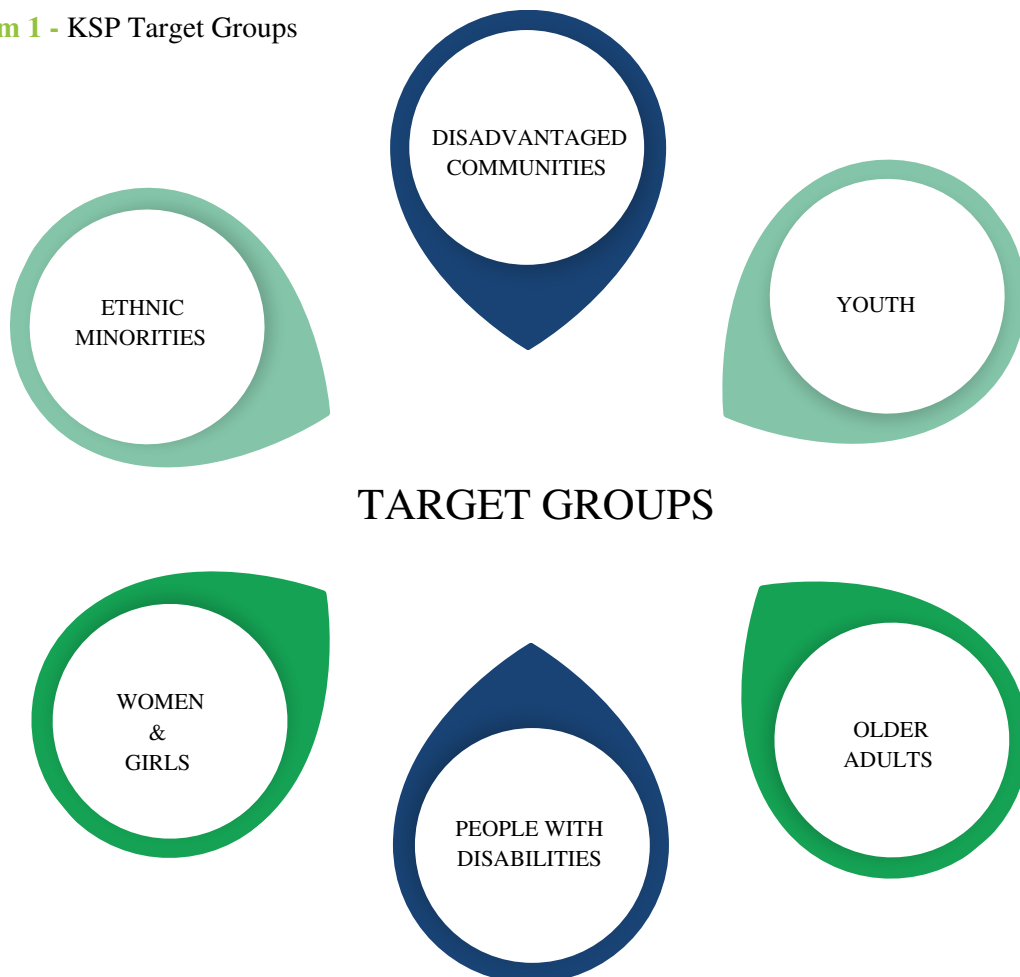 m 1 - KSP Target Groups
DISADVANTAGED
COMMUNITIES
ETHNIC
MINORITIES
YOUTH
TARGET GROUPS
WOMEN
&
GIRLS
OLDER
ADULTS
PEOPLE WITH
DISABILITIES